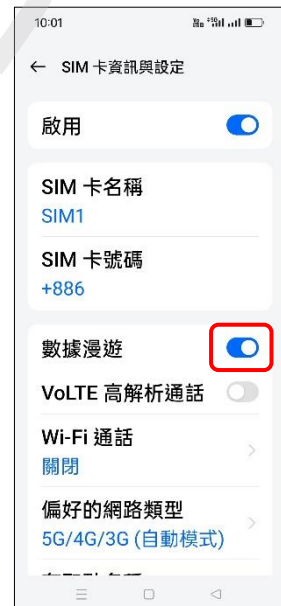 10:01
← SIM 卡資訊與設定
啟用
SIM 卡名稱
SIM1
SIM 卡號碼
+886
數據漫遊
VoLTE 高解析通話
Wi-Fi 通話
關閉
偏好的網路類型
5G/4G/3G (自動模式)